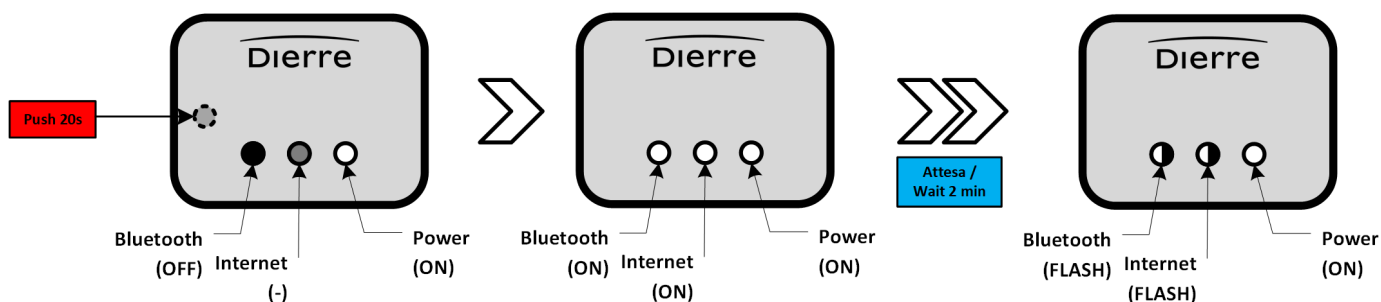 Dierre
Dierre
Dierre
Push 20s
Attesa /
Wait 2 min
Bluetooth
(OFF)
Internet
(-)
Power
(ON)
Bluetooth
(ON)
Internet
(ON)
Power
(ON)
Bluetooth
(FLASH)
Internet
(FLASH)
Power
(ON)